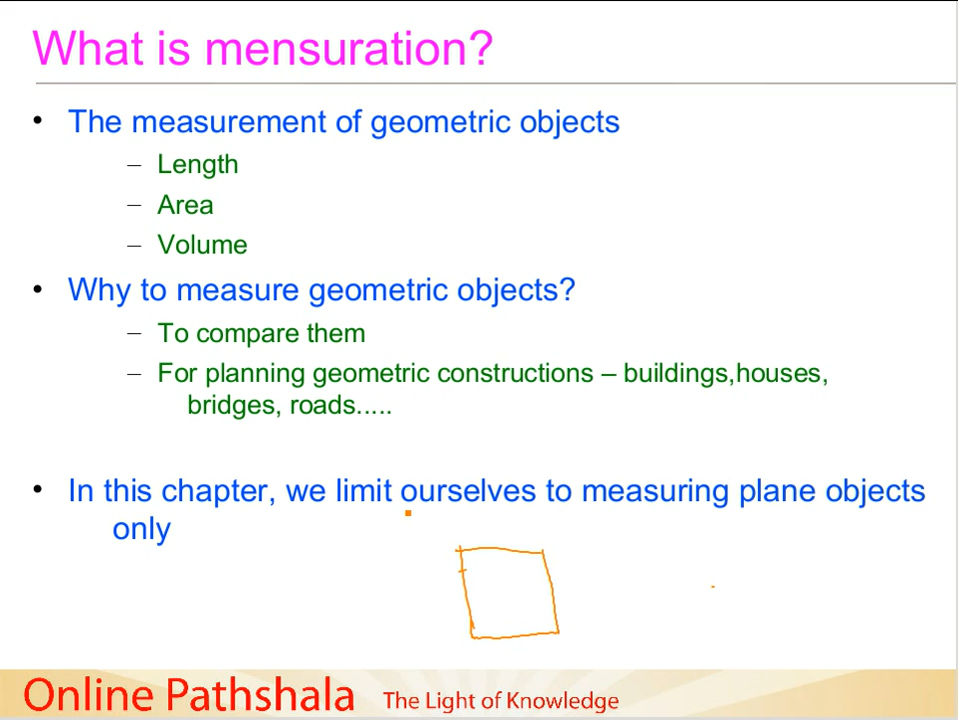 What is mensuration?
• The measurement of geometric objects
– Length
– Area
– Volume
• Why to measure geometric objects?
– To compare them
– For planning geometric constructions – buildings,houses,
bridges, roads.....
• In this chapter, we limit ourselves to measuring plane objects
only
Online Pathshala The Light of Knowledge